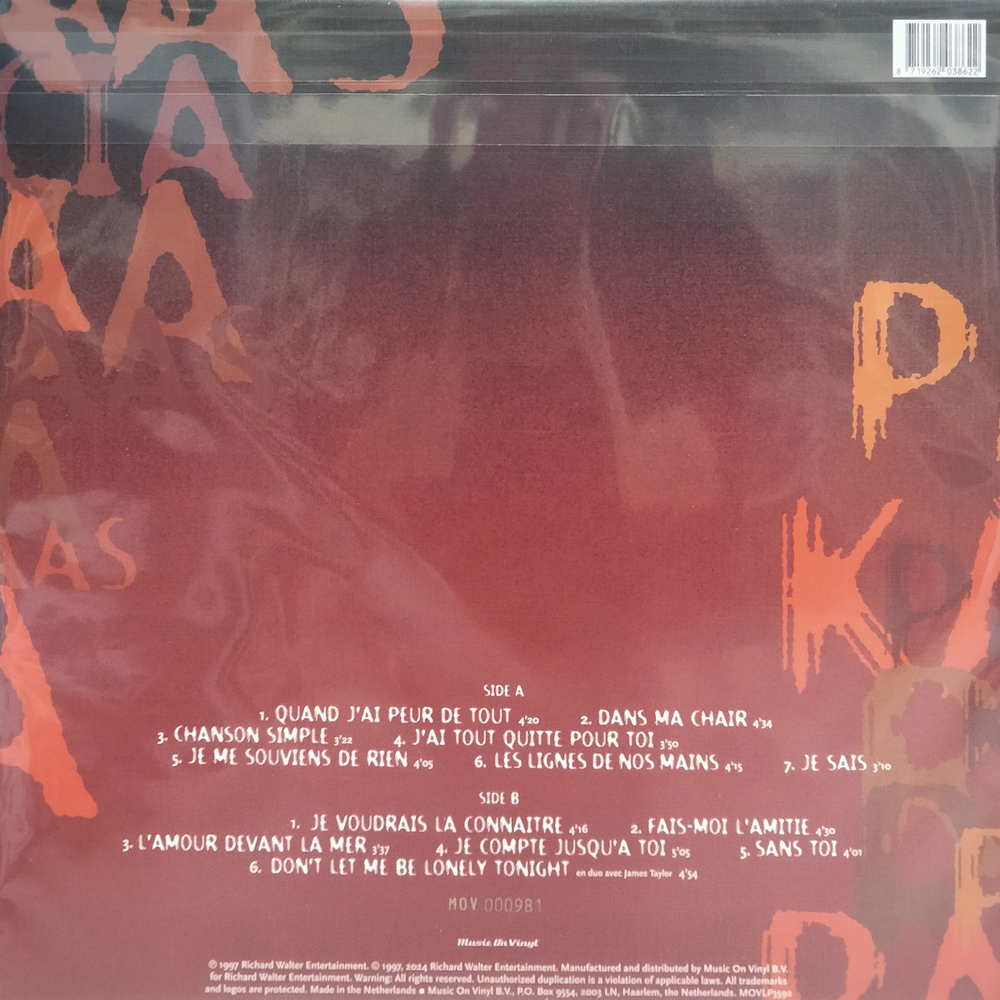 AS
A
A
A A
A
A
AS
A
P
K
P
PA
8 719262 038622
SIDE A
1. QUAND J'AI PEUR DE TOUT 4'20 2. DANS MA CHAIR 4'34
3. CHANSON SIMPLE 3'22 4. J'AI TOUT QUITTE POUR TOI 3'50
5. JE ME SOUVIENS DE RIEN 4'05 6. LES LIGNES DE NOS MAINS 4'15 7. JE SAIS 3'10
SIDE B
1. JE VOUDRAIS LA CONNAITRE 4'16 2. FAIS-MOI L'AMITIE 4'30
3. L'AMOUR DEVANT LA MER 3'37 4. JE COMPTE JUSQU'A TOI 5'05 5. SANS TOI 4'01
6. DON'T LET ME BE LONELY TONIGHT en duo avec James Taylor 4'54
MOV 000981
Music On Vinyl
℗ 1997 Richard Walter Entertainment. © 1997, 2024 Richard Walter Entertainment. Manufactured and distributed by Music On Vinyl B.V.
for Richard Walter Entertainment. Warning: All rights reserved. Unauthorized duplication is a violation of applicable laws. All trademarks
and logos are protected. Made in the Netherlands ● Music On Vinyl B.V., P.O. Box 9554, 2003 LN, Haarlem, the Netherlands. MOVLP3592